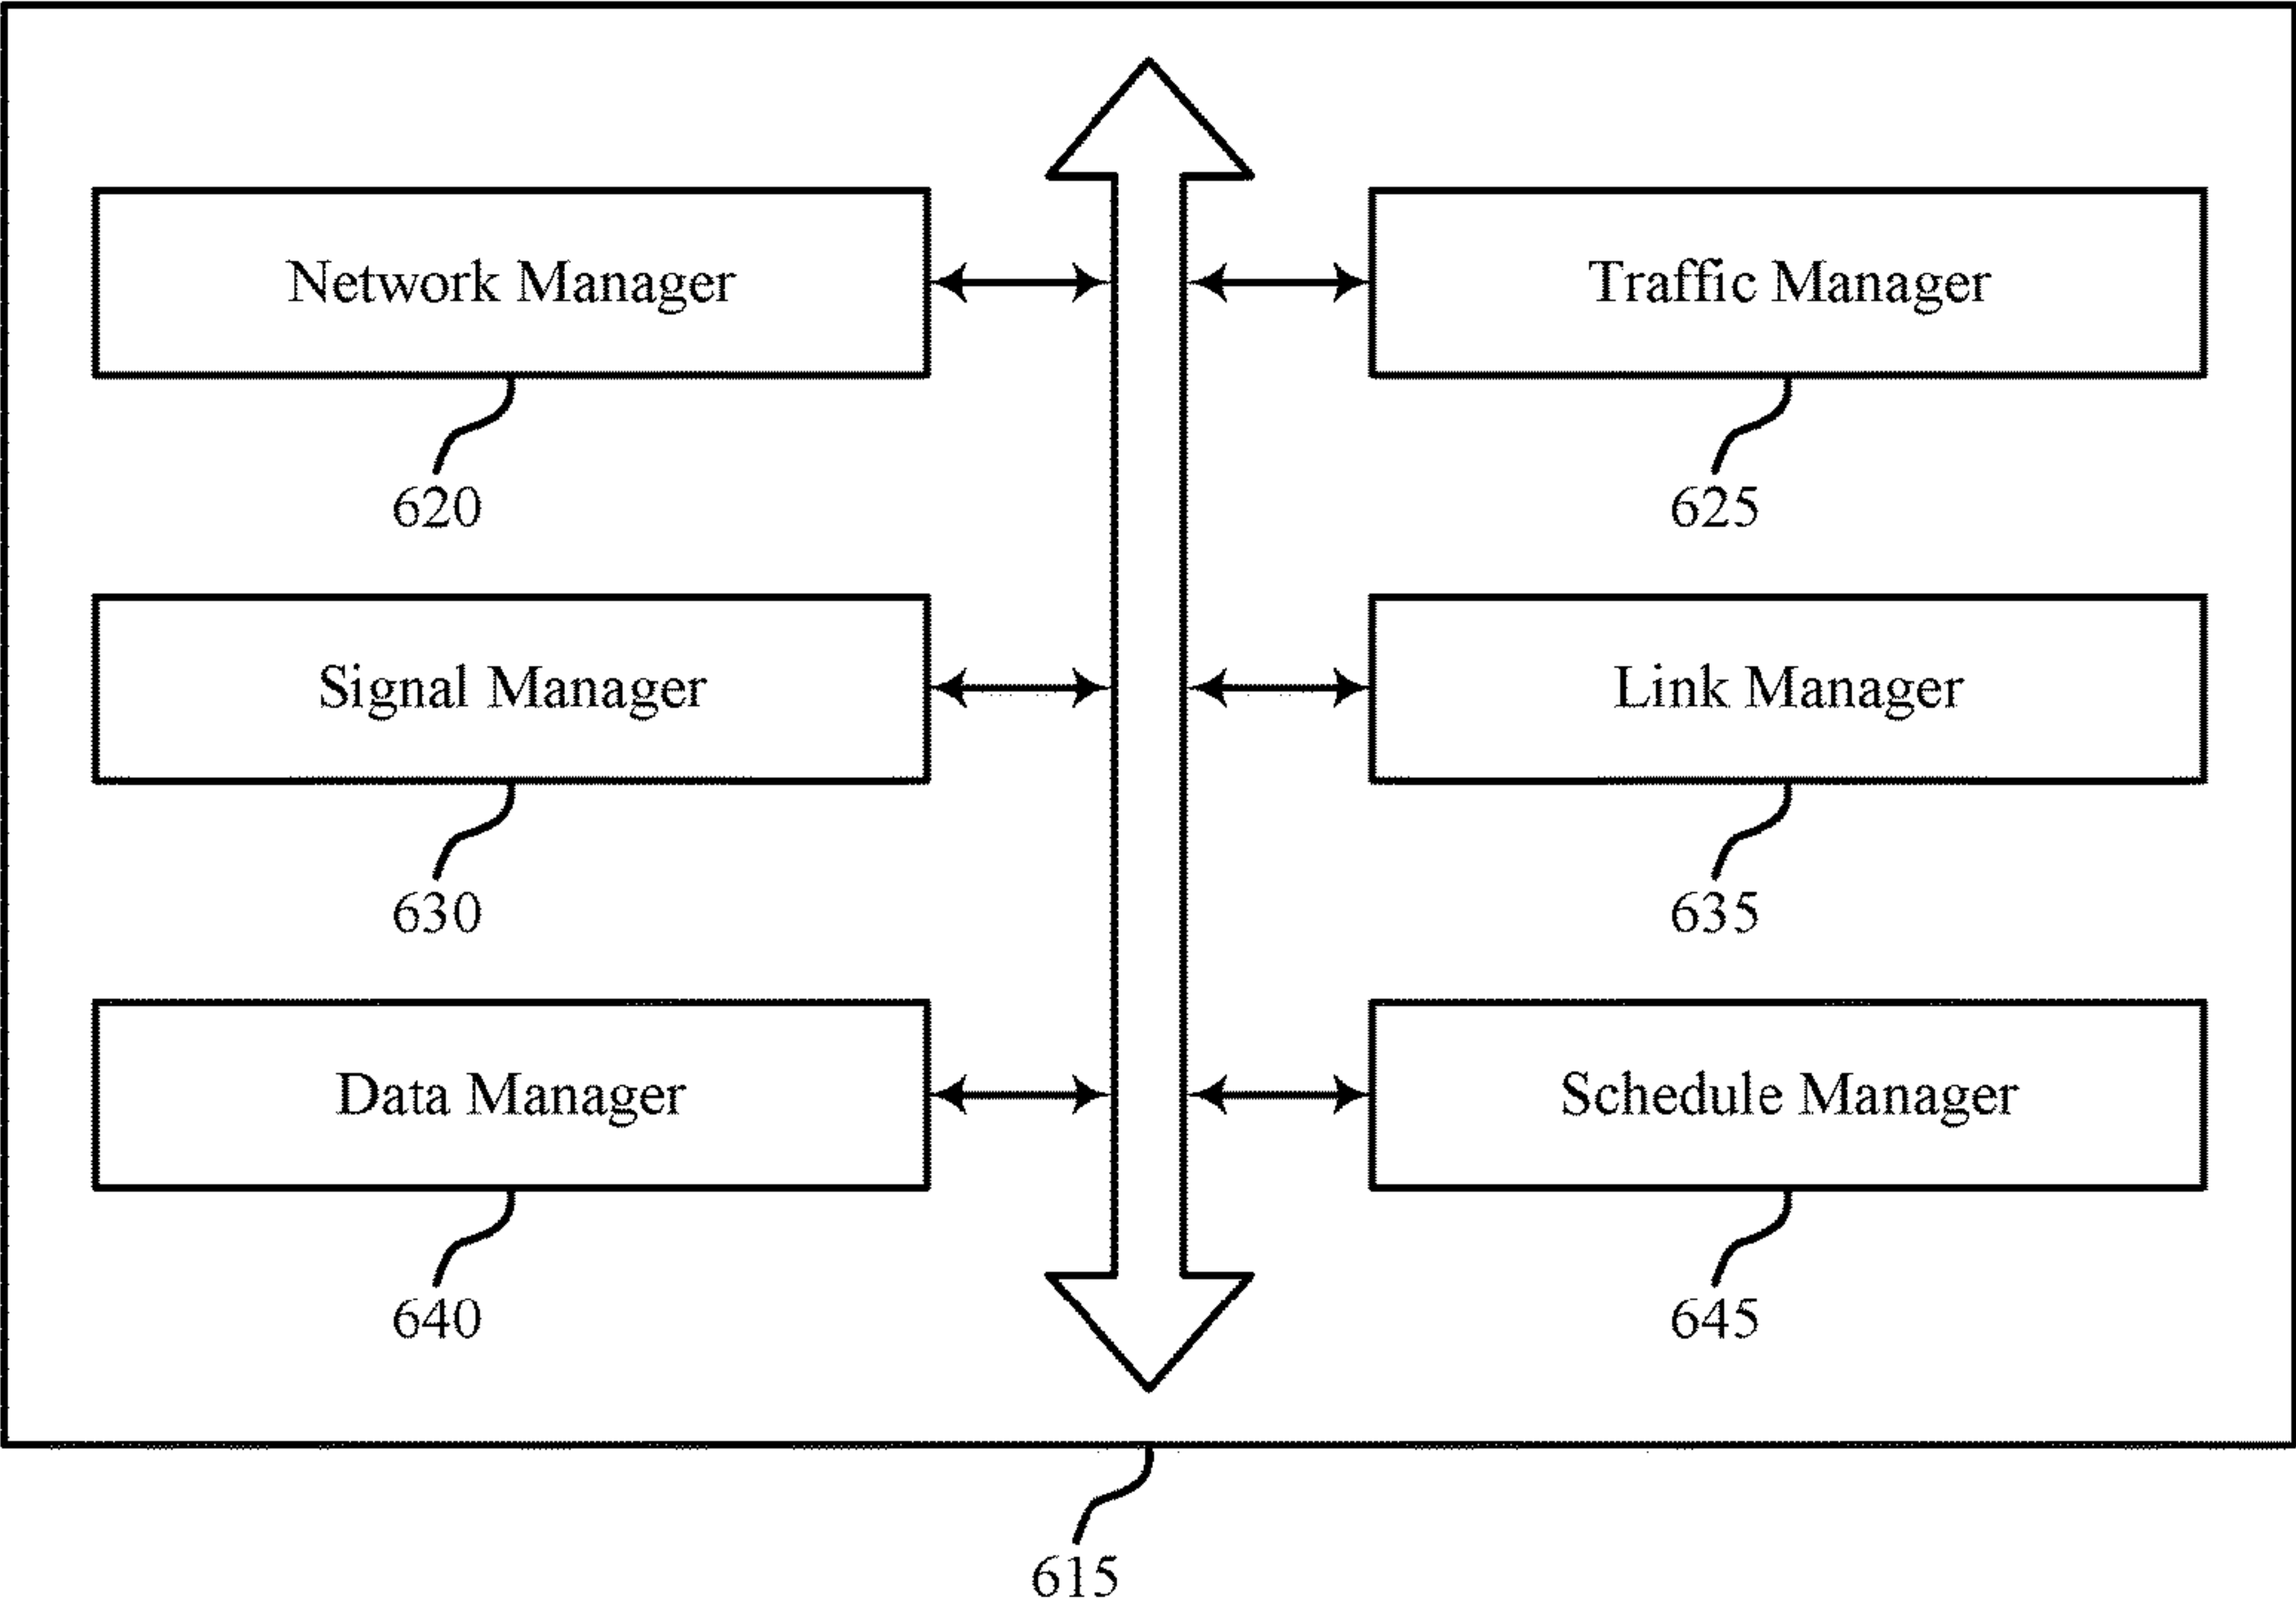 Network Manager
Traffic Manager
620
625
Signal Manager
Link Manager
630
635
Data Manager
Schedule Manager
640
645
615